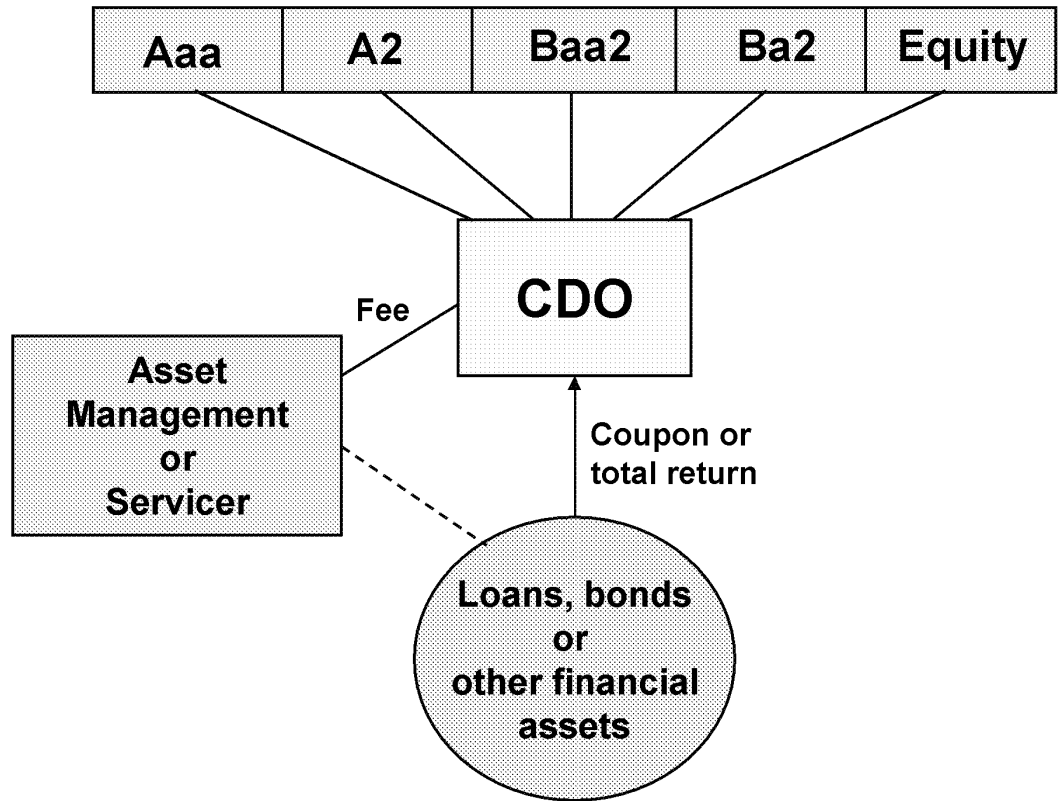 Aaa A2 Baa2 Ba2 Equity
CDO
Fee
Asset
Management
or
Servicer
Coupon or
total return
Loans, bonds
or
other financial
assets